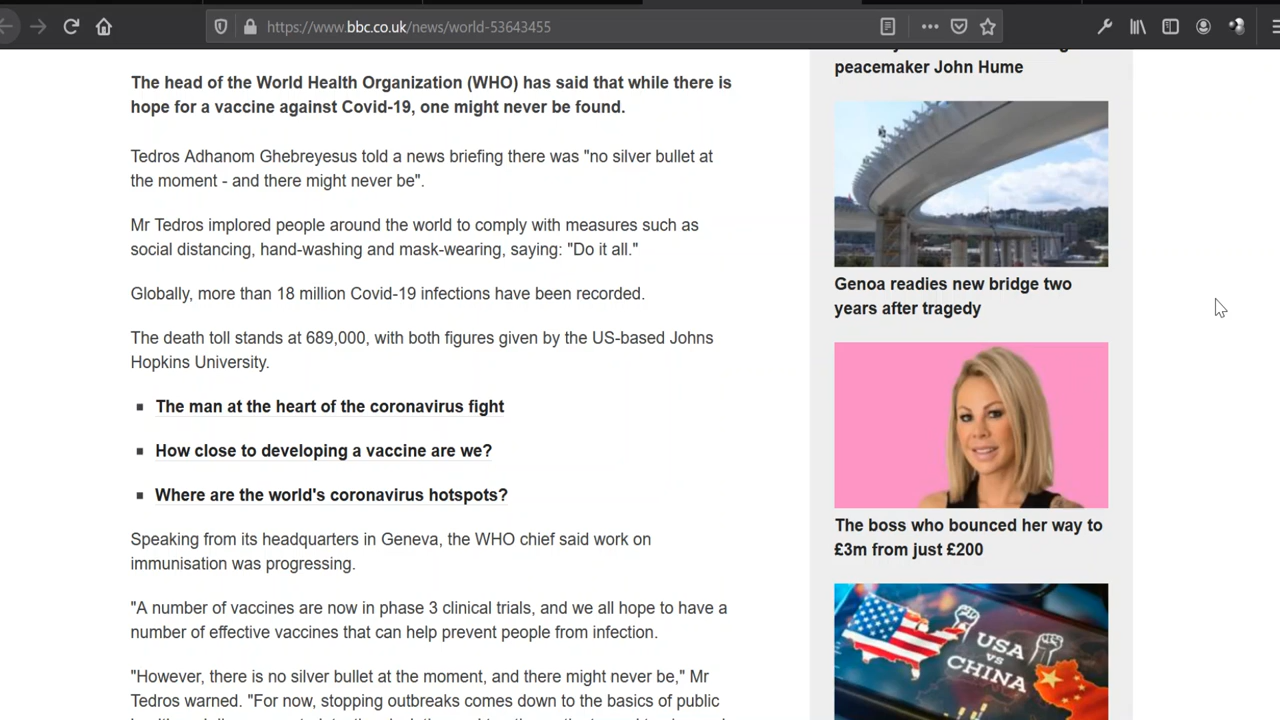 https://www.bbc.co.uk/news/world-53643455
The head of the World Health Organization (WHO) has said that while there is
hope for a vaccine against Covid-19, one might never be found.
Tedros Adhanom Ghebreyesus told a news briefing there was "no silver bullet at
the moment - and there might never be".
Mr Tedros implored people around the world to comply with measures such as
social distancing, hand-washing and mask-wearing, saying: "Do it all."
Globally, more than 18 million Covid-19 infections have been recorded.
The death toll stands at 689,000, with both figures given by the US-based Johns
Hopkins University.
The man at the heart of the coronavirus fight
How close to developing a vaccine are we?
Where are the world's coronavirus hotspots?
Speaking from its headquarters in Geneva, the WHO chief said work on
immunisation was progressing.
"A number of vaccines are now in phase 3 clinical trials, and we all hope to have a
number of effective vaccines that can help prevent people from infection.
"However, there is no silver bullet at the moment, and there might never be," Mr
Tedros warned. "For now, stopping outbreaks comes down to the basics of public
peacemaker John Hume
Genoa readies new bridge two
years after tragedy
The boss who bounced her way to
£3m from just £200
USA
VS
CHINA